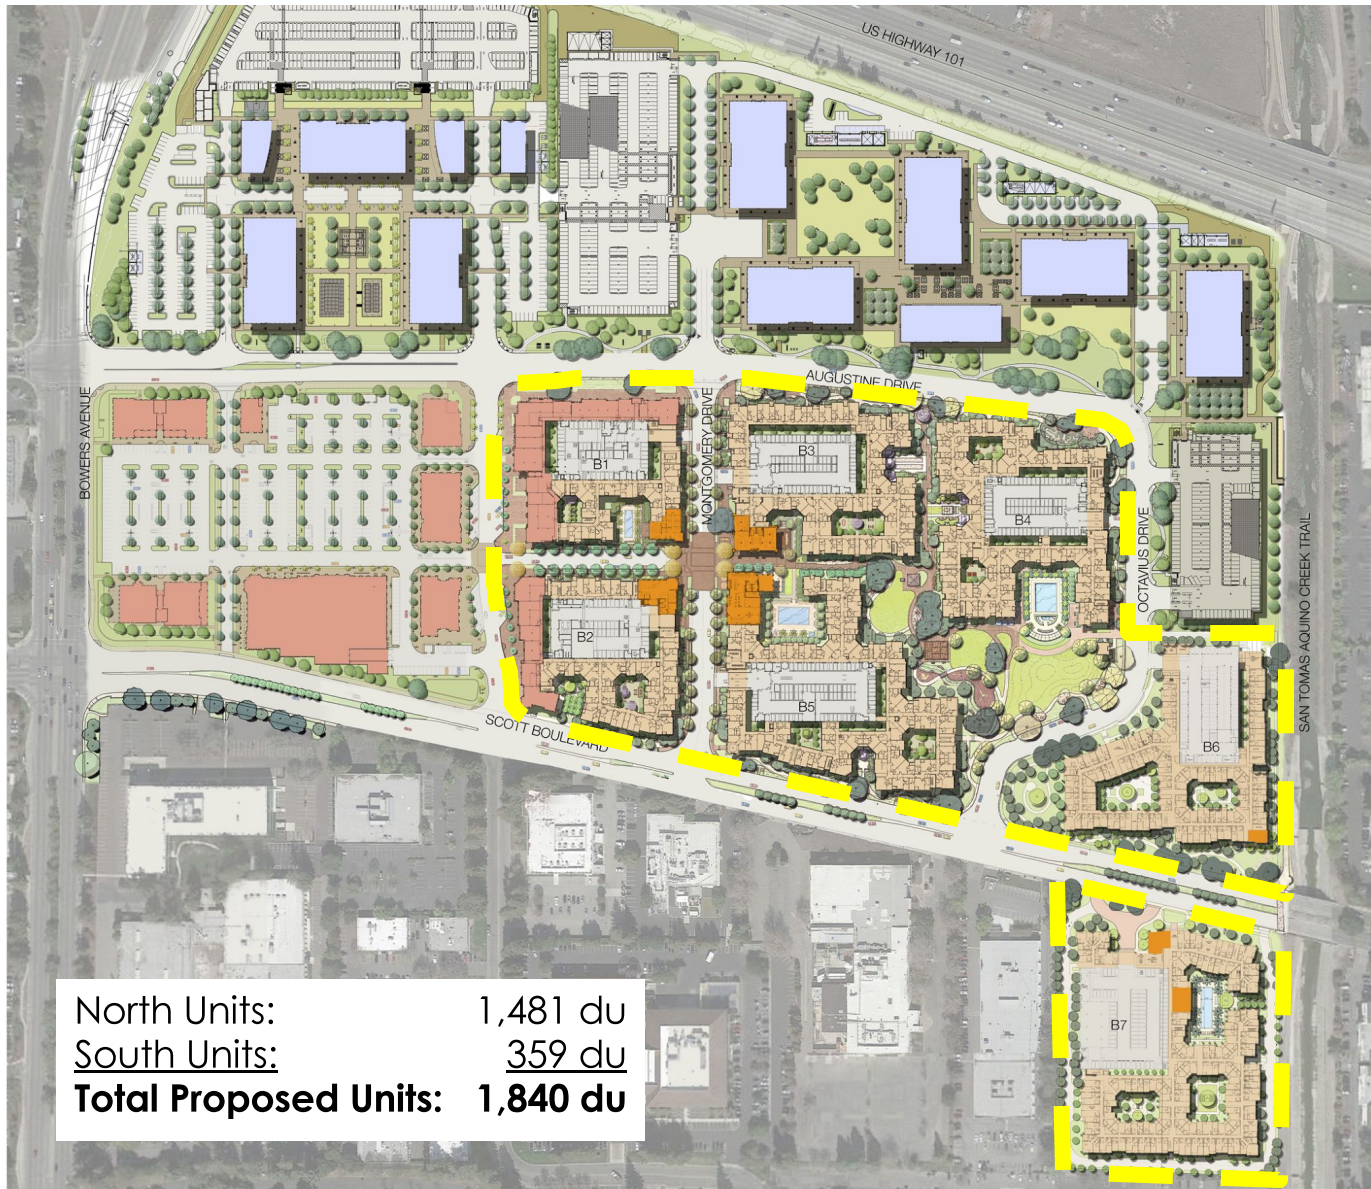 US HIGHWAY 101
AUGUSTINE DRIVE
BOWERS AVENUE
MONTGOMERY DRIVE
B1
B3
B4
OCTAVIUS DRIVE
SAN TOMAS AQUINO CREEK TRAIL
B2
B5
B6
SCOTT BOULEVARD
B7
North Units: 1,481 du
South Units: 359 du
Total Proposed Units: 1,840 du